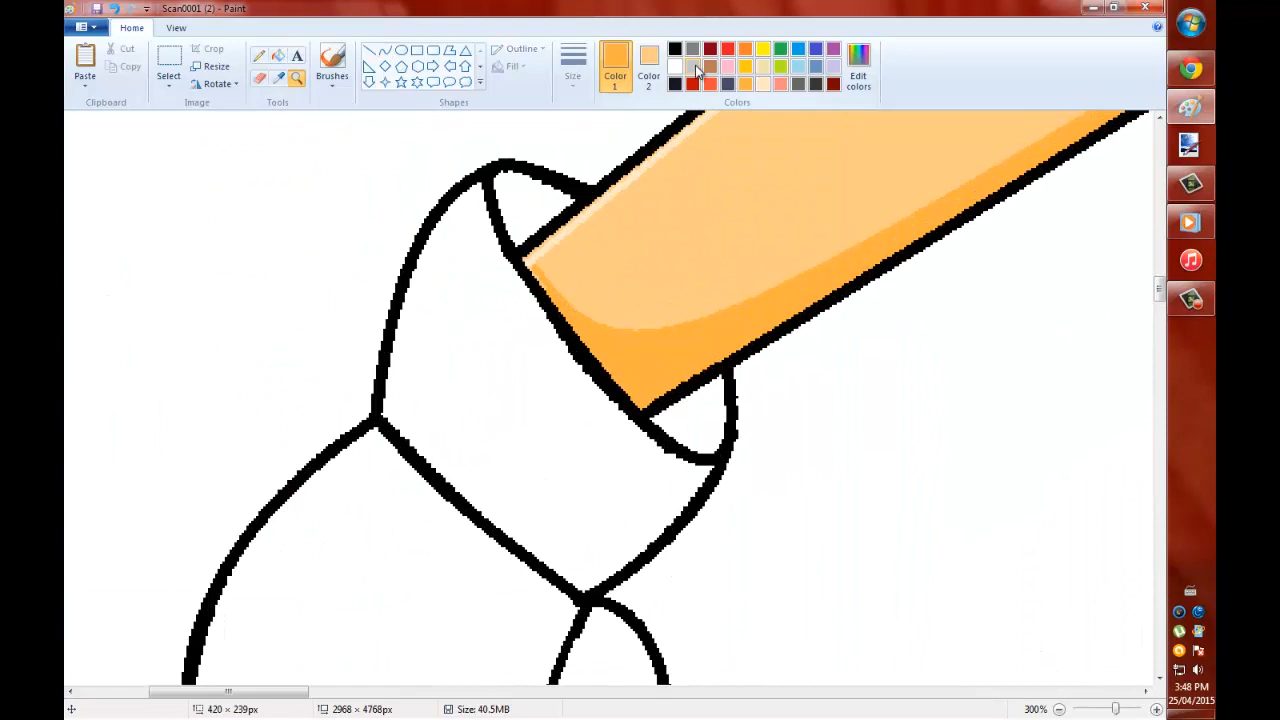 Scan0001 (2) - Paint
Home View
Paste Cut Copy Select Crop Resize Rotate A Brushes Outline Fill Size Color 1 Color 2 Edit colors
Clipboard Image Tools Shapes Colors
420 × 239px 2968 × 4768px Size: 40.5MB 300%
3:48 PM
25/04/2015